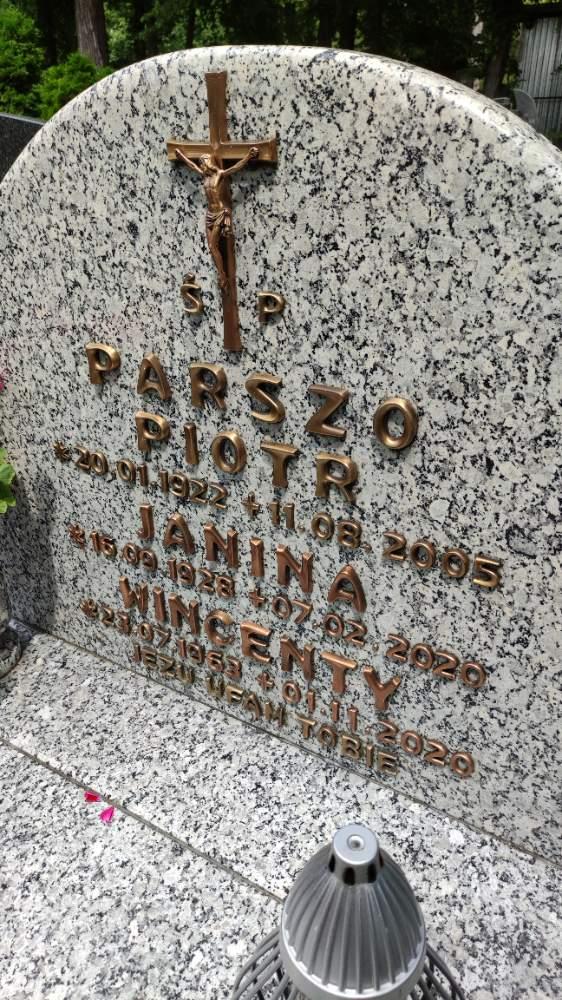 Ś P
PARSZO
PIOTR
*20.01.1922 +11.08.2005
JANINA
*16.09.1928 +07.02.2020
WINCENTY
*23.07.1963 +01.11.2020
JEZU UFAM TOBIE